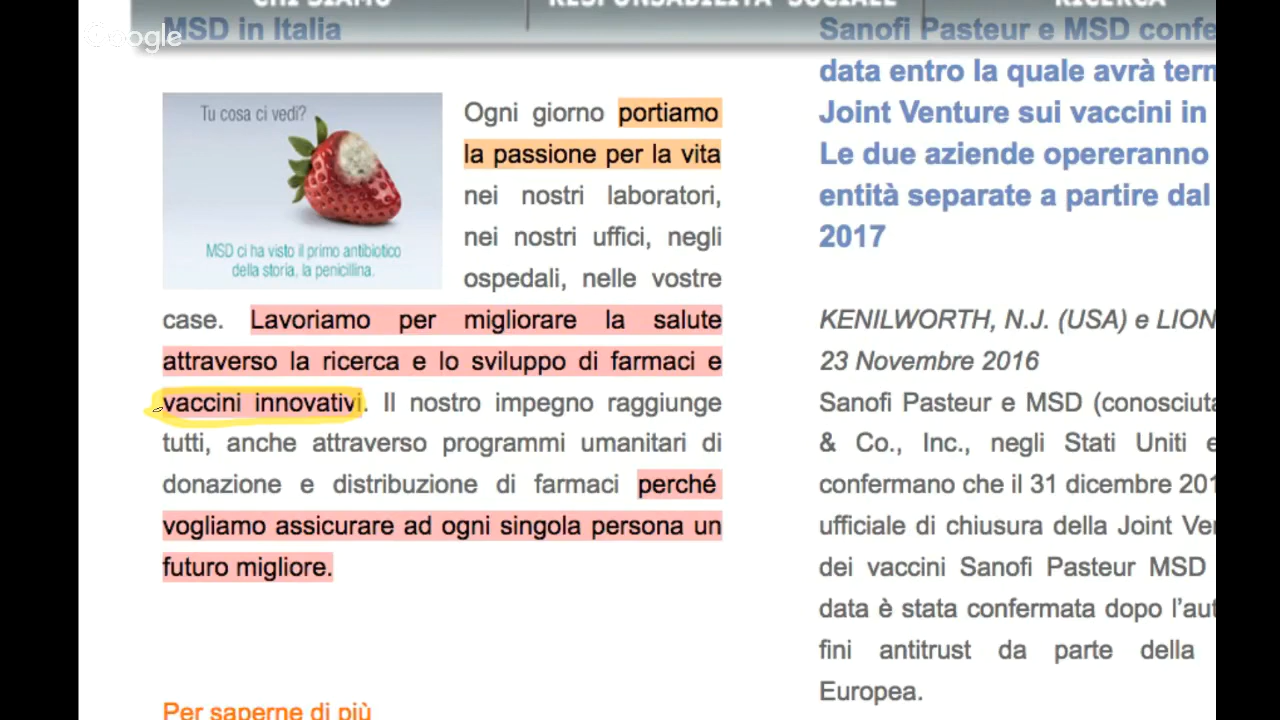 CHI SIAMO
RESPONSABILITÀ SOCIALE
RICERCA
Google
MSD in Italia
Tu cosa ci vedi?
MSD ci ha visto il primo antibiotico
della storia, la penicillina.
Ogni giorno portiamo
la passione per la vita
nei nostri laboratori,
nei nostri uffici, negli
ospedali, nelle vostre
case. Lavoriamo per migliorare la salute
attraverso la ricerca e lo sviluppo di farmaci e
vaccini innovativi. Il nostro impegno raggiunge
tutti, anche attraverso programmi umanitari di
donazione e distribuzione di farmaci perché
vogliamo assicurare ad ogni singola persona un
futuro migliore.
Per saperne di più
Sanofi Pasteur e MSD confe
data entro la quale avrà term
Joint Venture sui vaccini in
Le due aziende opereranno
entità separate a partire dal
2017
KENILWORTH, N.J. (USA) e LION
23 Novembre 2016
Sanofi Pasteur e MSD (conosciuta
& Co., Inc., negli Stati Uniti e
confermano che il 31 dicembre 201
ufficiale di chiusura della Joint Ver
dei vaccini Sanofi Pasteur MSD
data è stata confermata dopo l'aut
fini antitrust da parte della
Europea.